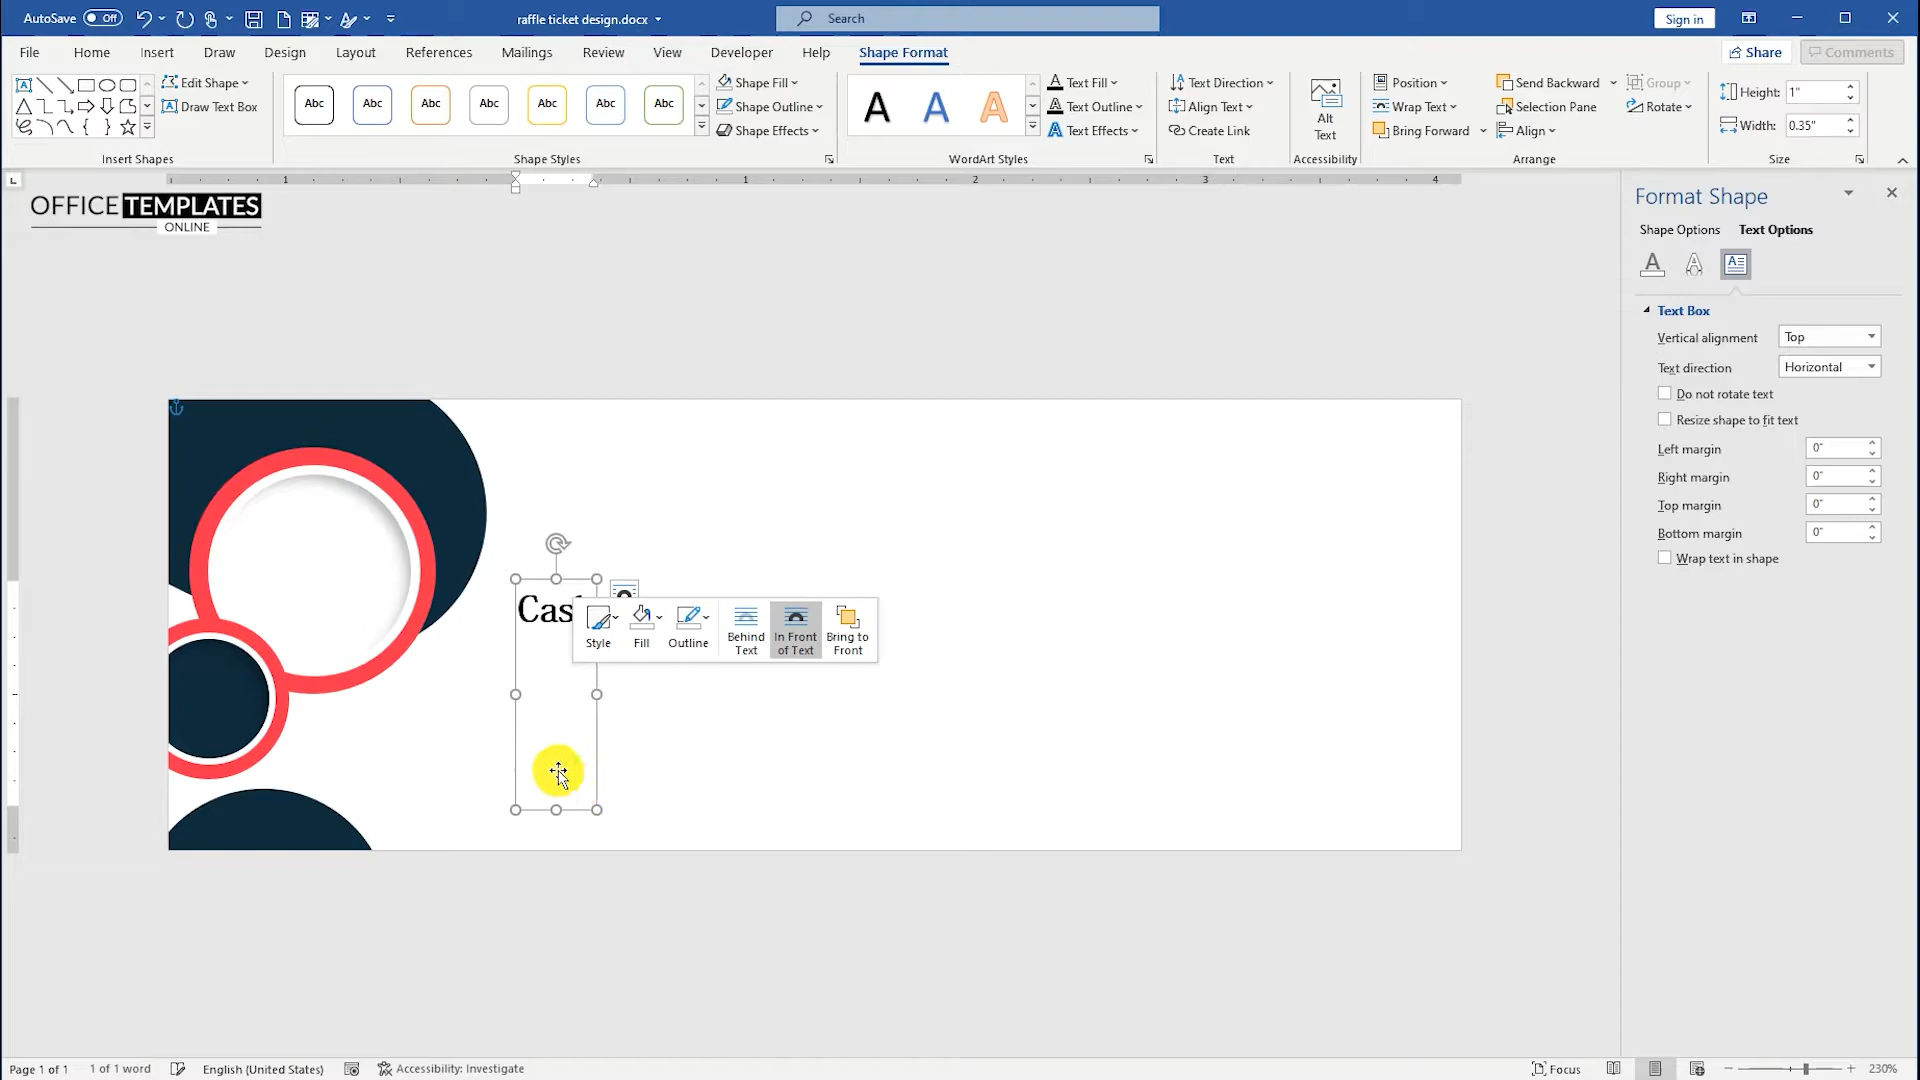 AutoSave Off raffle ticket design.docx Search Sign in
File Home Insert Draw Design Layout References Mailings Review View Developer Help Shape Format Share Comments
Edit Shape
Draw Text Box
Insert Shapes
Abc Abc Abc Abc Abc Abc Abc
Shape Fill
Shape Outline
Shape Effects
Shape Styles
A A A
Text Fill
Text Outline
Text Effects
WordArt Styles
Text Direction
Align Text
Create Link
Text
Alt
Text
Accessibility
Position
Wrap Text
Bring Forward
Send Backward
Selection Pane
Align
Group
Rotate
Arrange
Height: 1"
Width: 0.35"
Size
1 1 2 3 4
OFFICE TEMPLATES
ONLINE
Style
Fill
Outline
Behind
Text
In Front
of Text
Bring to
Front
Format Shape
Shape Options Text Options
Text Box
Vertical alignment Top
Text direction Horizontal
Do not rotate text
Resize shape to fit text
Left margin 0"
Right margin 0"
Top margin 0"
Bottom margin 0"
Wrap text in shape
Page 1 of 1 1 of 1 word English (United States) Accessibility: Investigate Focus 230%